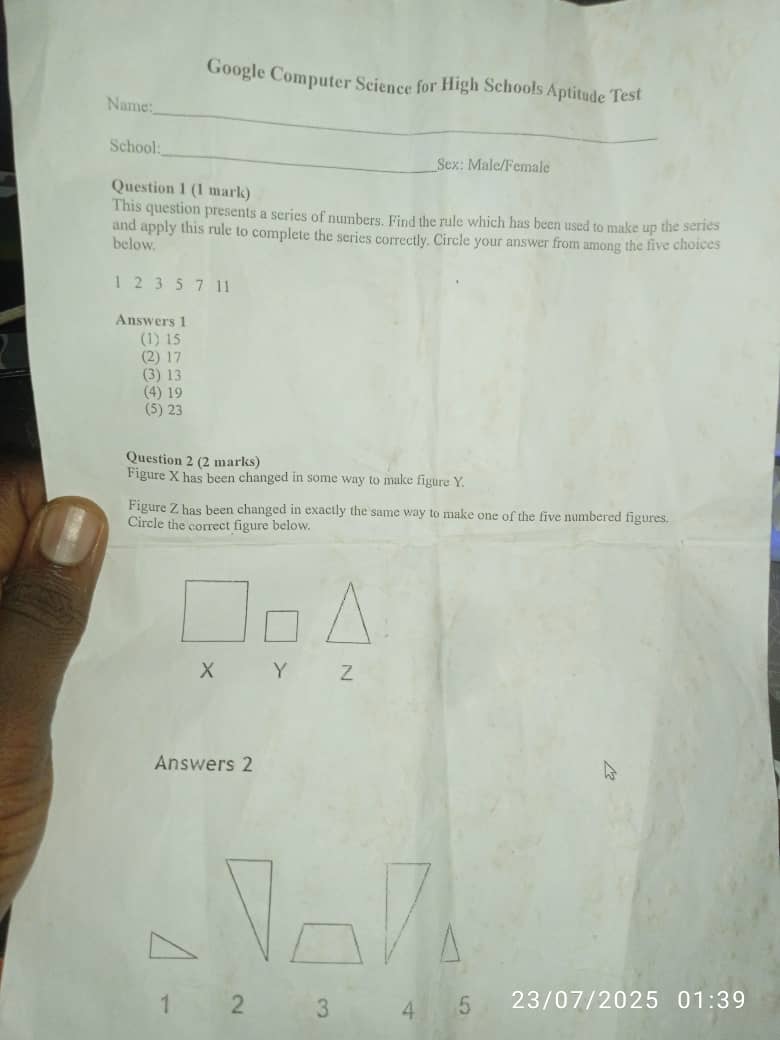 Google Computer Science for High Schools Aptitude Test
Name:
School: Sex: Male/Female
Question 1 (1 mark)
This question presents a series of numbers. Find the rule which has been used to make up the series
and apply this rule to complete the series correctly. Circle your answer from among the five choices
below.
1 2 3 5 7 11
Answers 1
(1) 15
(2) 17
(3) 13
(4) 19
(5) 23
Question 2 (2 marks)
Figure X has been changed in some way to make figure Y.
Figure Z has been changed in exactly the same way to make one of the five numbered figures.
Circle the correct figure below.
X Y Z
Answers 2
1 2 3 4 5
23/07/2025 01:39